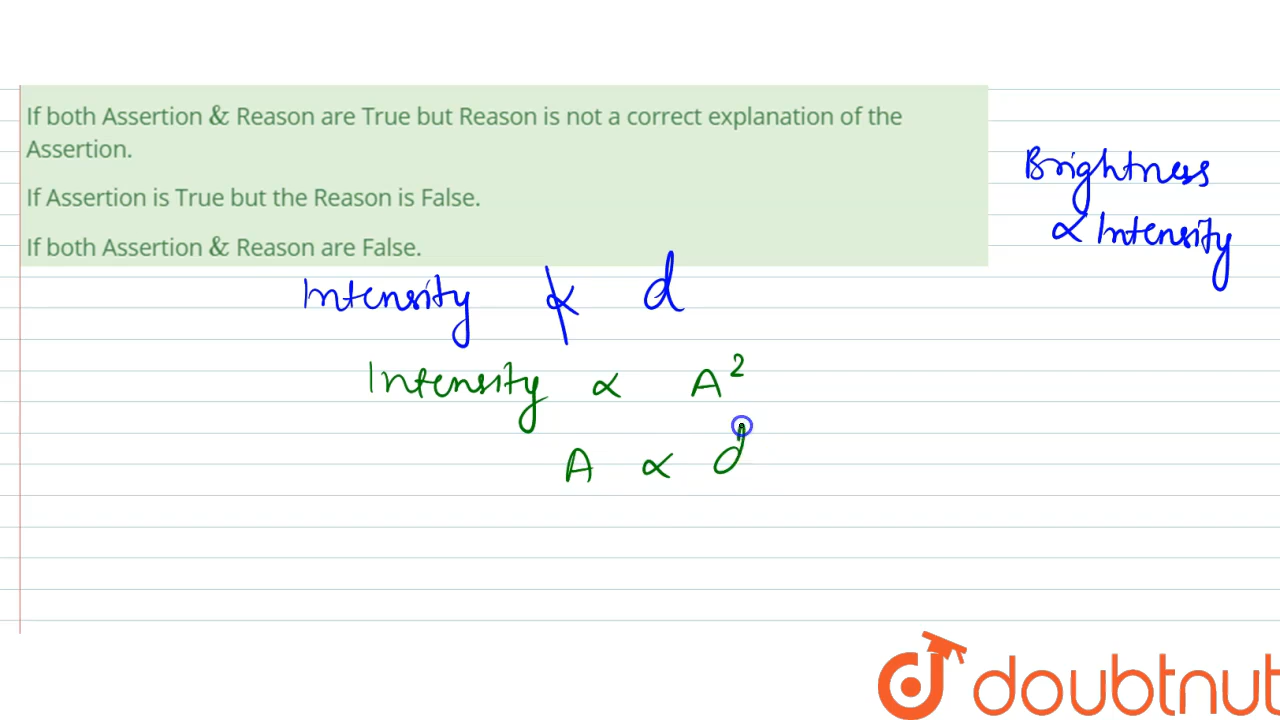 If both Assertion & Reason are True but Reason is not a correct explanation of the
Assertion.
If Assertion is True but the Reason is False.
If both Assertion & Reason are False.
Brightness
∝ Intensity
Intensity ∝̸ d
Intensity ∝ A²
A ∝ d
doubtnut